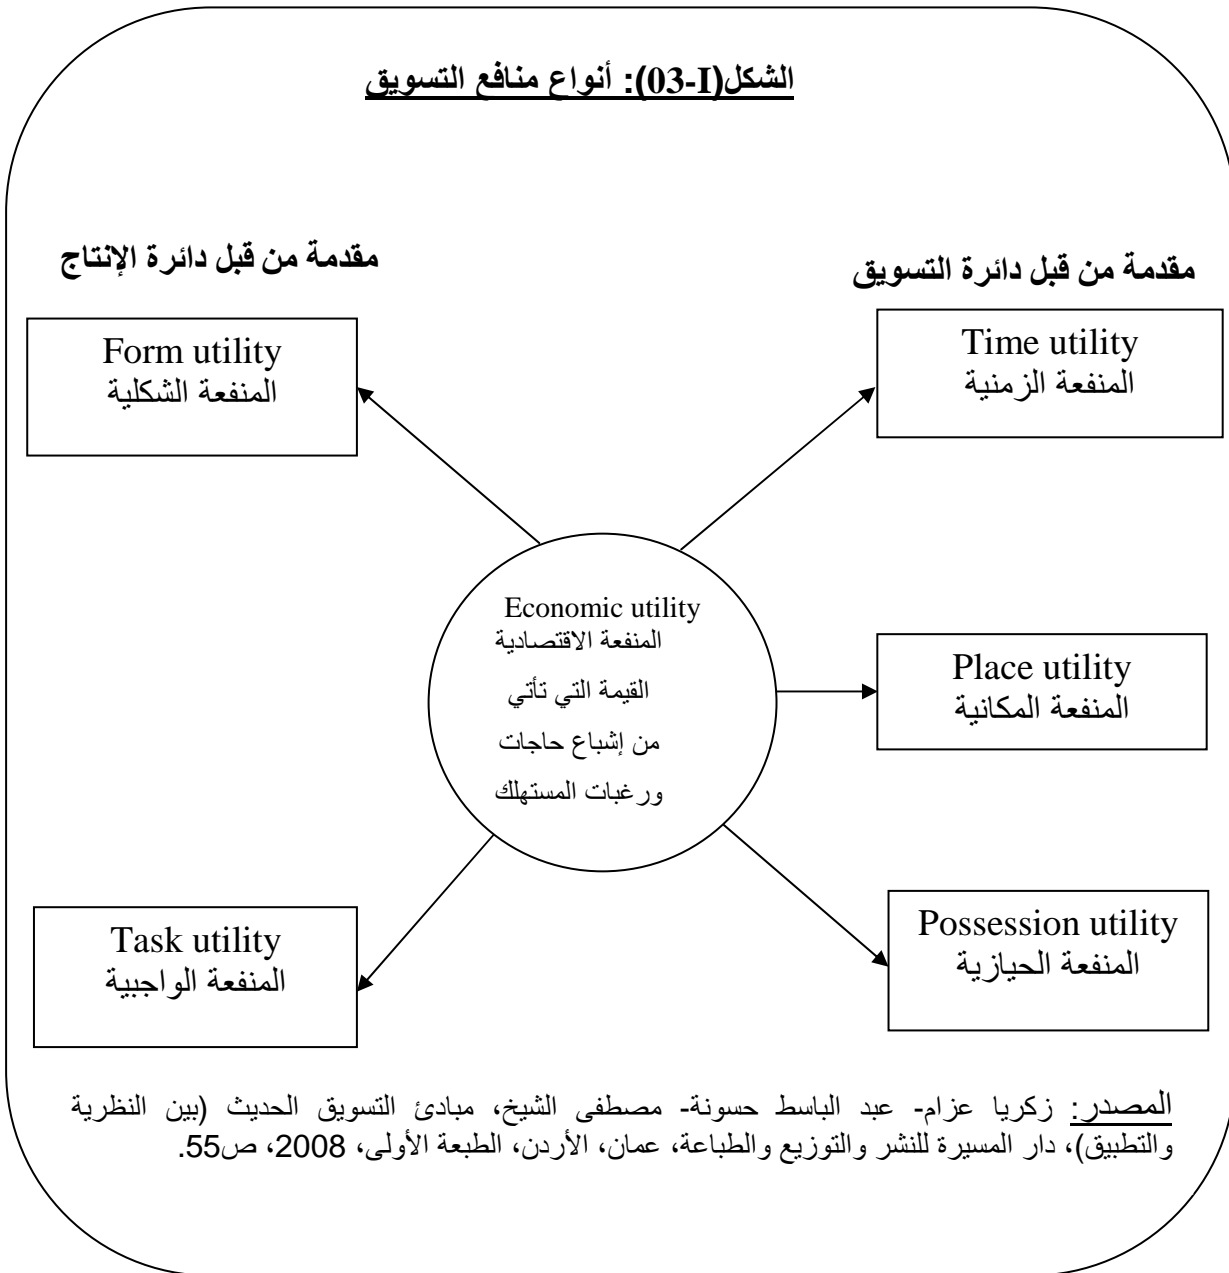 الشكل(03-I): أنواع منافع التسويق
مقدمة من قبل دائرة التسويق
مقدمة من قبل دائرة الإنتاج
Time utility
المنفعة الزمنية
Form utility
المنفعة الشكلية
Economic utility
المنفعة الاقتصادية
القيمة التي تأتي
من إشباع حاجات
ورغبات المستهلك
Place utility
المنفعة المكانية
Possession utility
المنفعة الحيازية
Task utility
المنفعة الواجبية
المصدر: زكريا عزام- عبد الباسط حسونة- مصطفى الشيخ، مبادئ التسويق الحديث (بين النظرية
والتطبيق)، دار المسيرة للنشر والتوزيع والطباعة، عمان، الأردن، الطبعة الأولى، 2008، ص55.